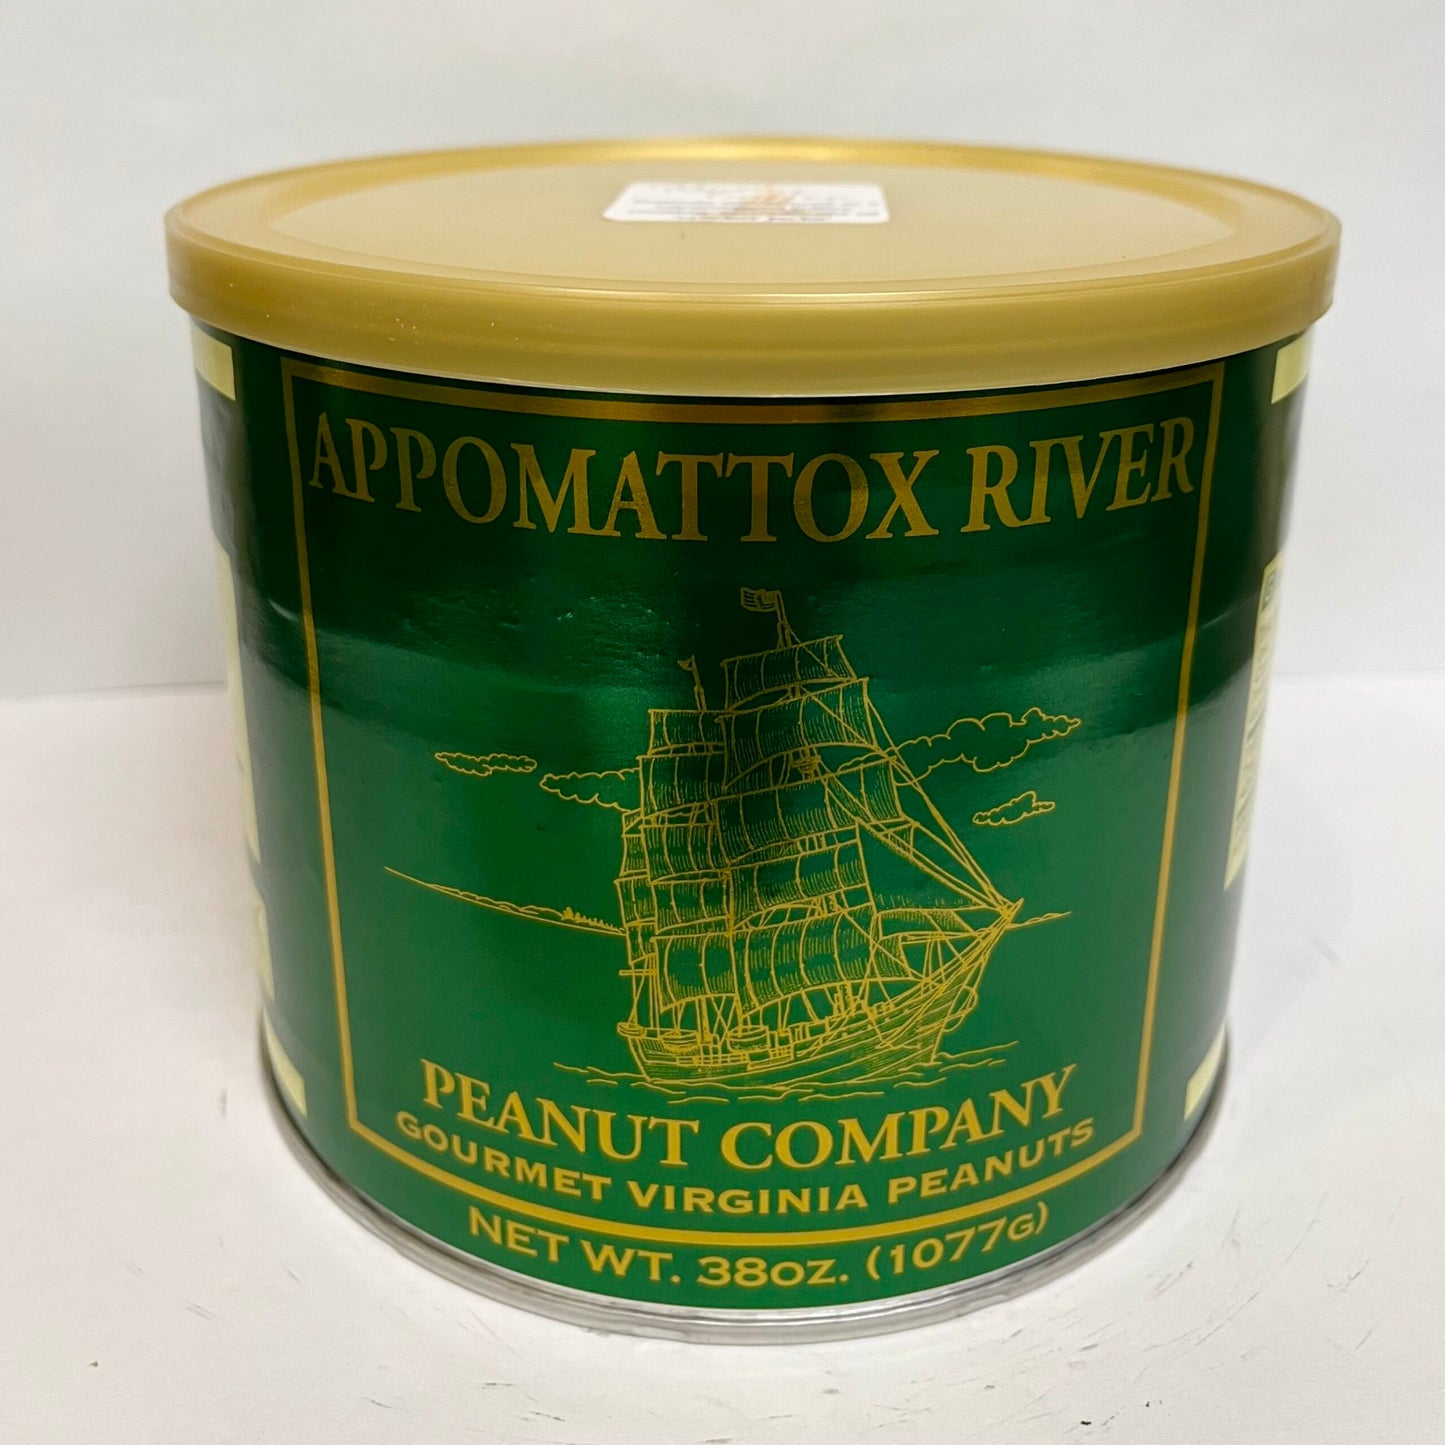 APPOMATTOX RIVER
PEANUT COMPANY
GOURMET VIRGINIA PEANUTS
NET WT. 38OZ. (1077G)